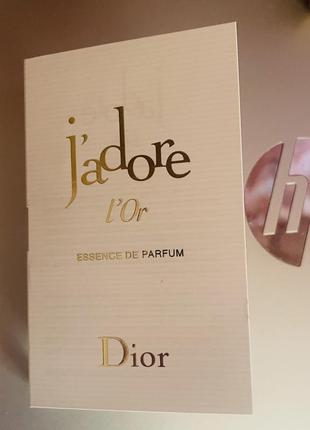 j'adore
l'Or
ESSENCE DE PARFUM
Dior
h